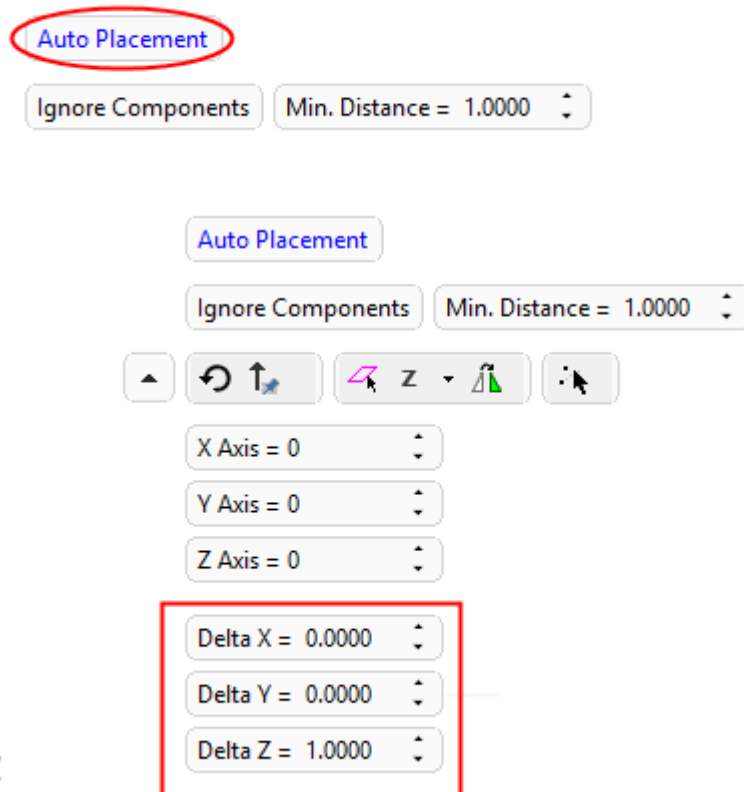 Auto Placement
Ignore Components Min. Distance = 1.0000
Auto Placement
Ignore Components Min. Distance = 1.0000
Z
X Axis = 0
Y Axis = 0
Z Axis = 0
Delta X = 0.0000
Delta Y = 0.0000
Delta Z = 1.0000